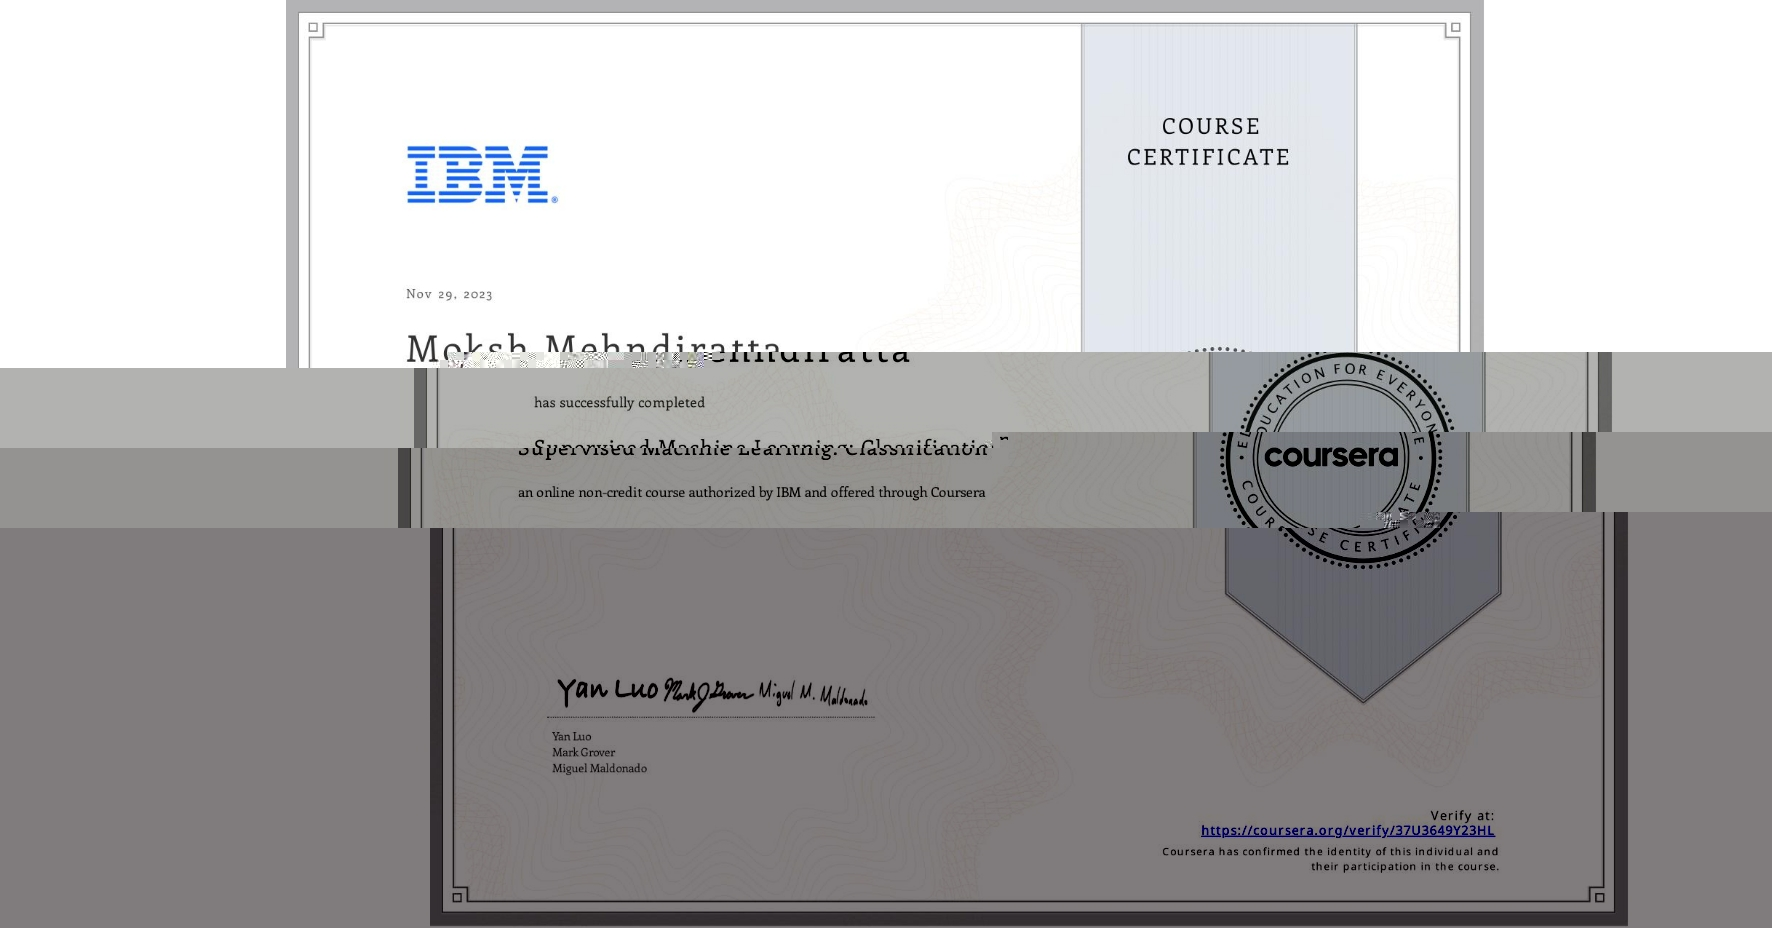 COURSE
CERTIFICATE
IBM®
Nov 29, 2023
Moksh Mehndiratta
has successfully completed
Supervised Machine Learning: Classification
an online non-credit course authorized by IBM and offered through Coursera
EDUCATION FOR EVERYONE
coursera
COURSE CERTIFICATE
Yan Luo Mark J Grover Miguel M. Maldonado
Yan Luo
Mark Grover
Miguel Maldonado
Verify at:
https://coursera.org/verify/37U3649Y23HL
Coursera has confirmed the identity of this individual and
their participation in the course.